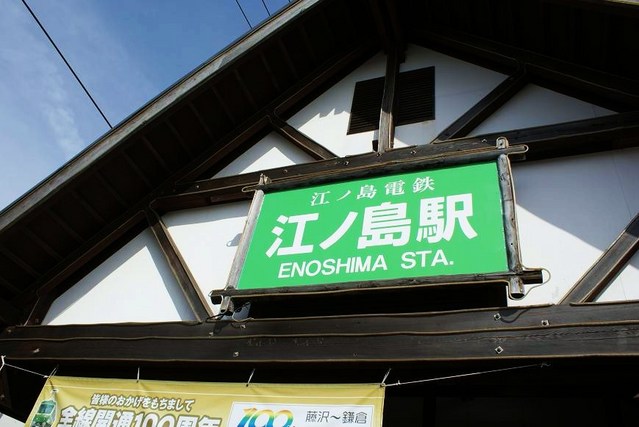 江ノ島電鉄
江ノ島駅
ENOSHIMA STA.
皆様のおかげをもちまして
全線開通100周年
100
藤沢～鎌倉